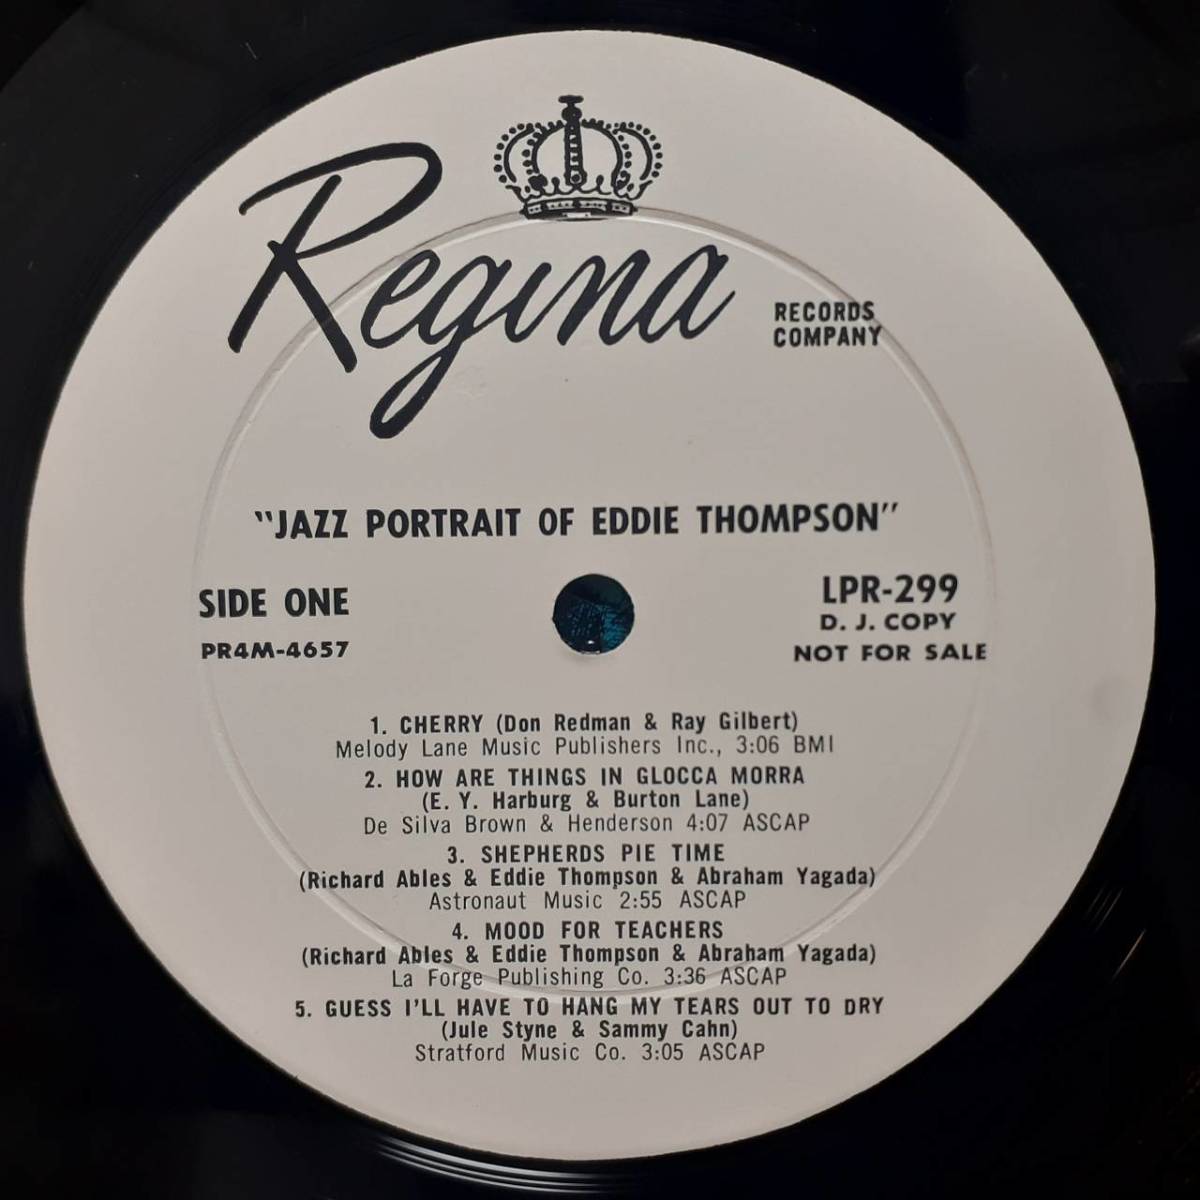 Regina
RECORDS
COMPANY
"JAZZ PORTRAIT OF EDDIE THOMPSON"
SIDE ONE
PR4M-4657
LPR-299
D. J. COPY
NOT FOR SALE
1. CHERRY (Don Redman & Ray Gilbert)
Melody Lane Music Publishers Inc., 3:06 BMI
2. HOW ARE THINGS IN GLOCCA MORRA
(E. Y. Harburg & Burton Lane)
De Silva Brown & Henderson 4:07 ASCAP
3. SHEPHERDS PIE TIME
(Richard Ables & Eddie Thompson & Abraham Yagada)
Astronaut Music 2:55 ASCAP
4. MOOD FOR TEACHERS
(Richard Ables & Eddie Thompson & Abraham Yagada)
La Forge Publishing Co. 3:36 ASCAP
5. GUESS I'LL HAVE TO HANG MY TEARS OUT TO DRY
(Jule Styne & Sammy Cahn)
Stratford Music Co. 3:05 ASCAP